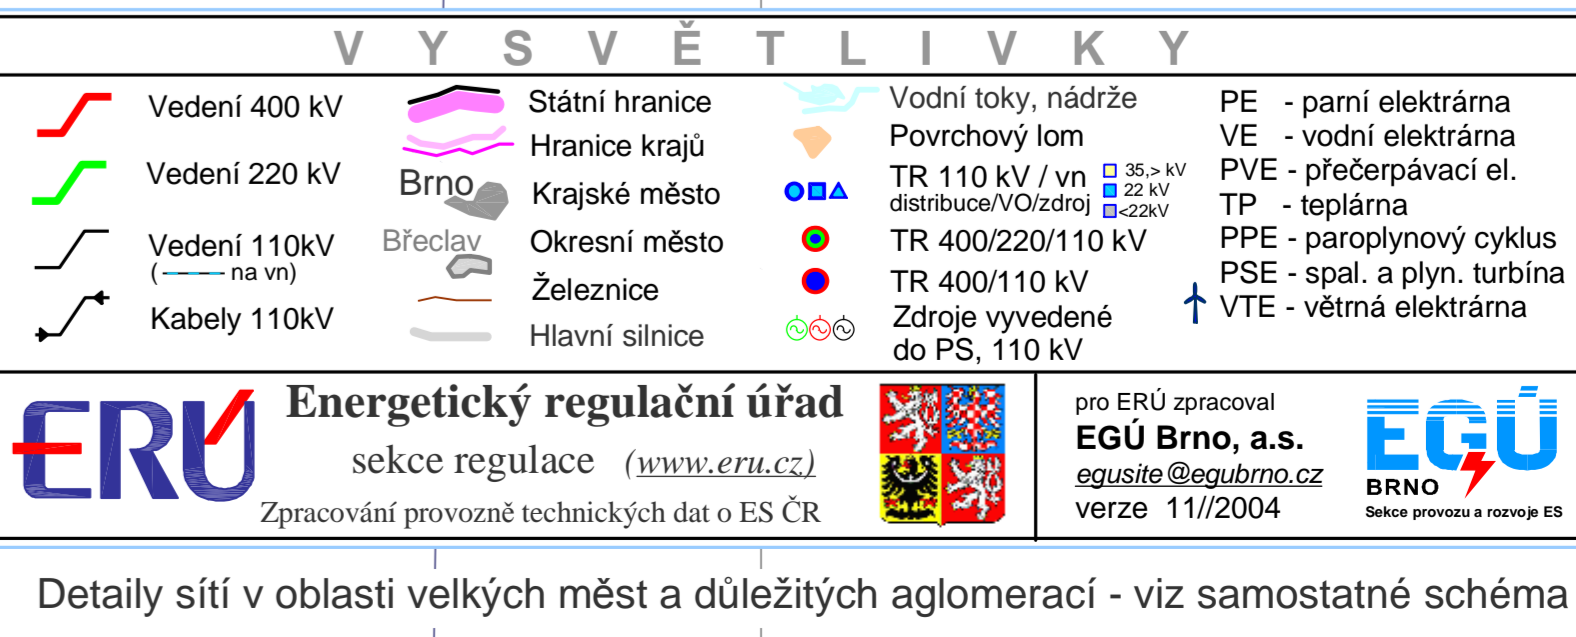 VYSVĚTLIVKY
Vedení 400 kV
Vedení 220 kV
Vedení 110kV
( na vn)
Kabely 110kV
Státní hranice
Hranice krajů
Brno
Krajské město
Břeclav
Okresní město
Železnice
Hlavní silnice
Vodní toky, nádrže
Povrchový lom
TR 110 kV / vn
distribuce/VO/zdroj
35,> kV
22 kV
<22kV
TR 400/220/110 kV
TR 400/110 kV
Zdroje vyvedené
do PS, 110 kV
PE - parní elektrárna
VE - vodní elektrárna
PVE - přečerpávací el.
TP - teplárna
PPE - paroplynový cyklus
PSE - spal. a plyn. turbína
VTE - větrná elektrárna
ERÚ
Energetický regulační úřad
sekce regulace (www.eru.cz)
Zpracování provozně technických dat o ES ČR
pro ERÚ zpracoval
EGÚ Brno, a.s.
egusite@egubrno.cz
verze 11//2004
EGÚ
BRNO
Sekce provozu a rozvoje ES
Detaily sítí v oblasti velkých měst a důležitých aglomerací - viz samostatné schéma